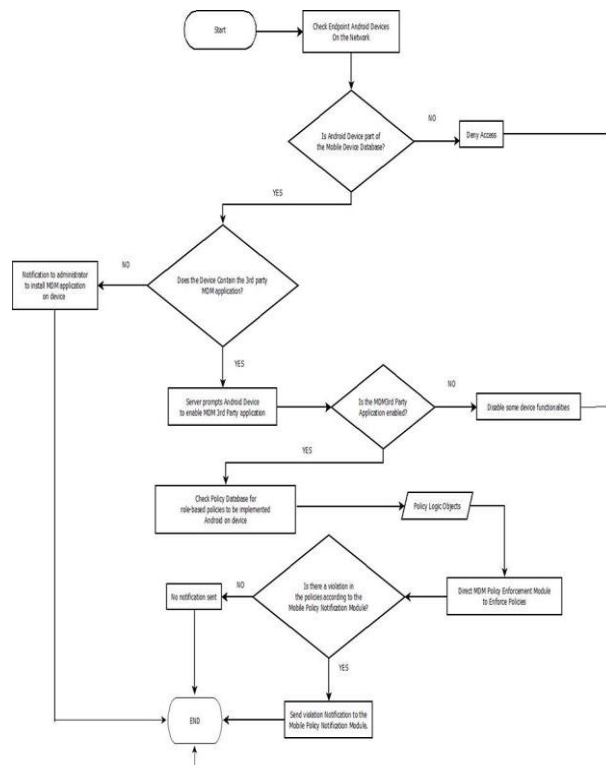 Start
Check Endpoint Android Devices
On the Network
Is Android Device part of
the Mobile Device Database?
NO
Deny Access
YES
Does the Device Contain the 3rd party
MDM application?
NO
Notification to administrator
to install MDM application
on device
YES
Server prompts Android Device
to enable MDM 3rd Party application
Is the MDM3rd Party
Application enabled?
NO
Disable some device functionalities
YES
Check Policy Database for
role-based policies to be implemented
Android on device
Policy Logic Objects
Direct MDM Policy Enforcement Module
to Enforce Policies
Is there a violation in
the policies according to the
Mobile Policy Notification Module?
NO
No notification sent
YES
Send violation Notification to the
Mobile Policy Notification Module.
END